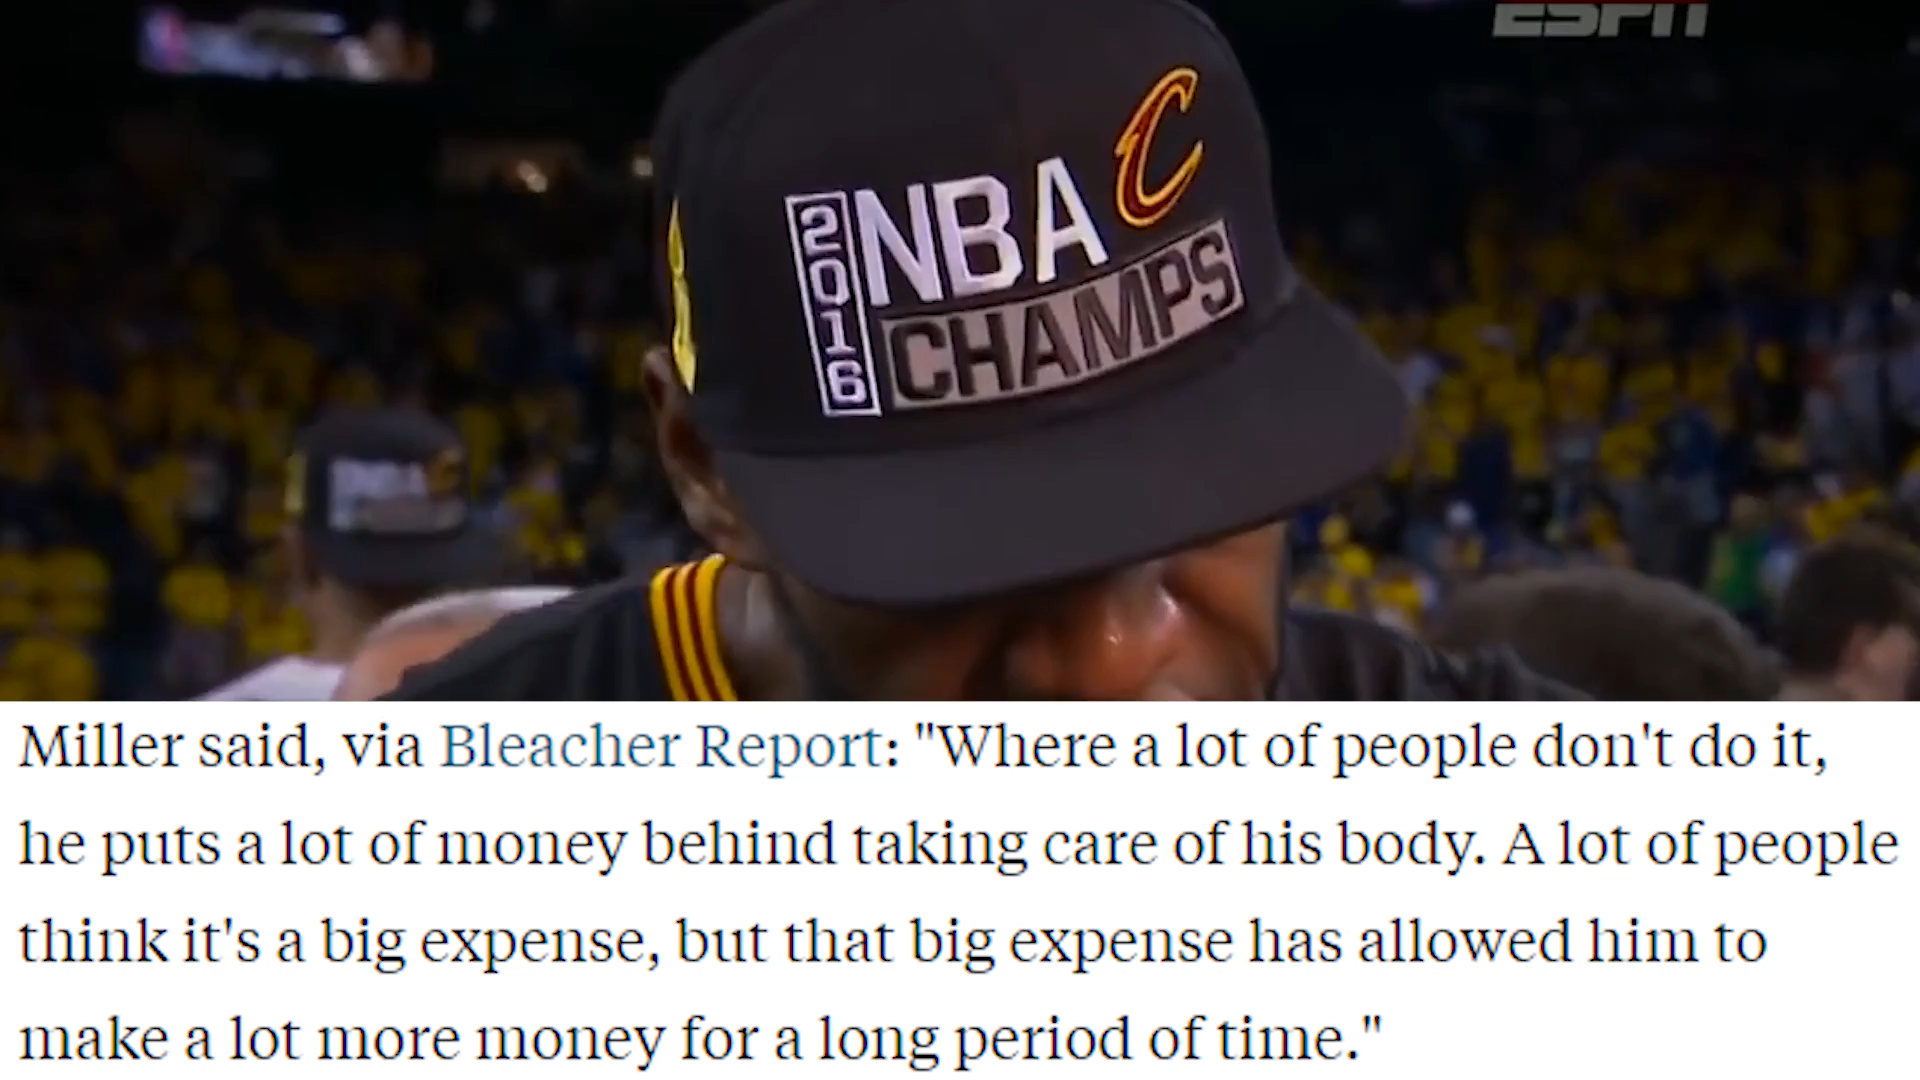 ESPN
2016
NBA C
CHAMPS
NBA C
Miller said, via Bleacher Report: "Where a lot of people don't do it,
he puts a lot of money behind taking care of his body. A lot of people
think it's a big expense, but that big expense has allowed him to
make a lot more money for a long period of time."